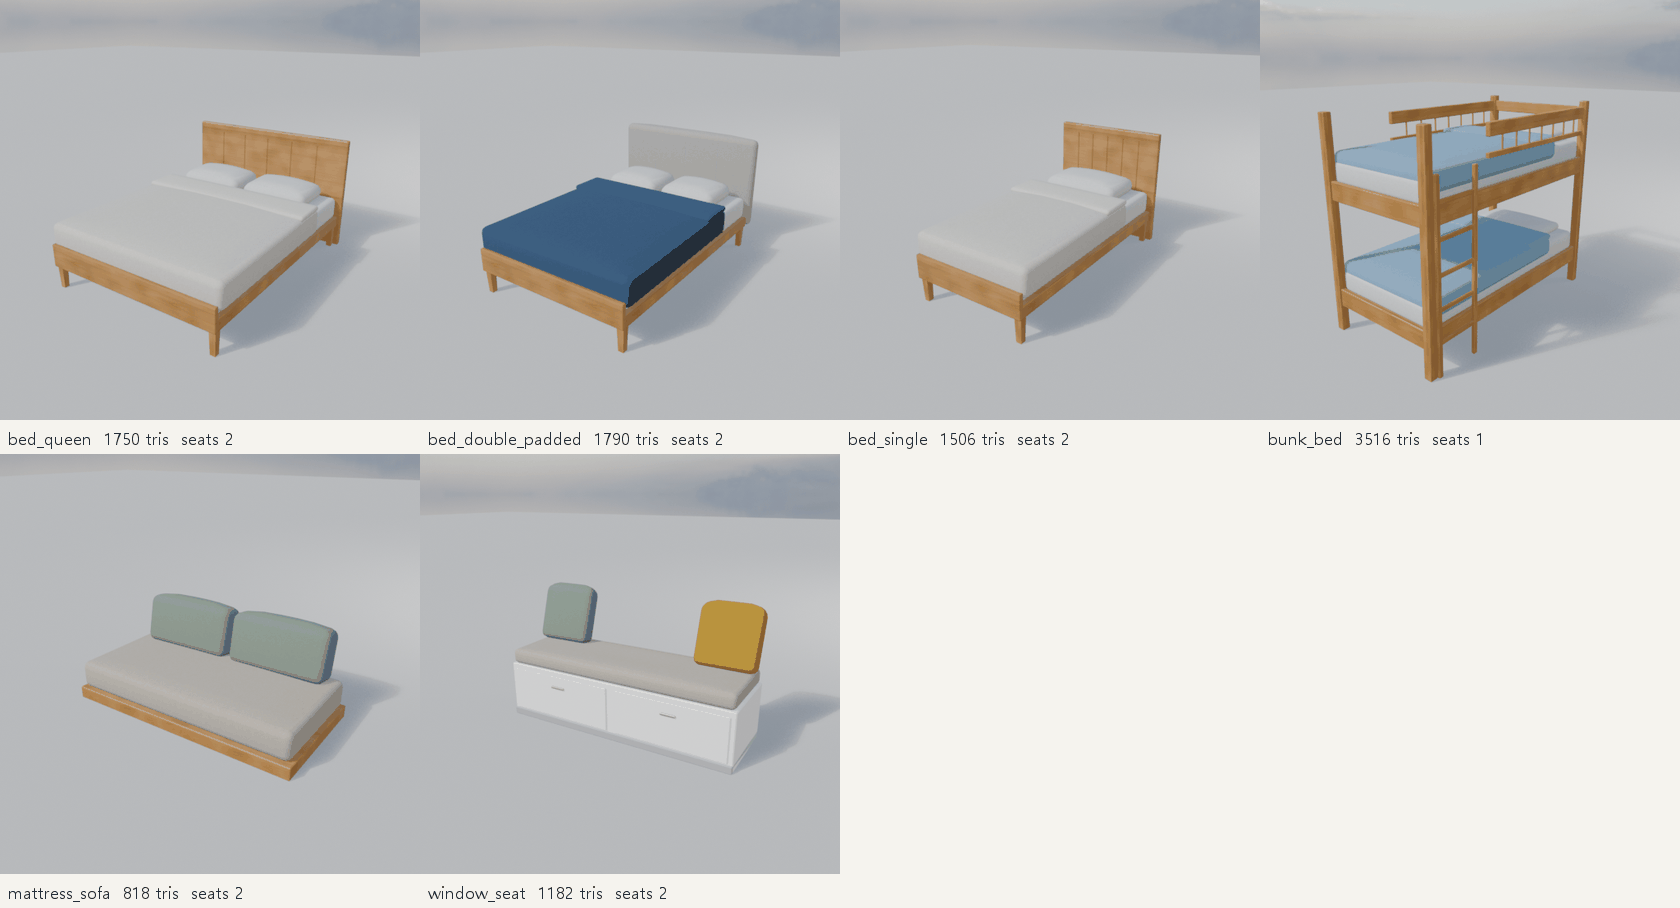 bed_queen 1750 tris seats 2
bed_double_padded 1790 tris seats 2
bed_single 1506 tris seats 2
bunk_bed 3516 tris seats 1
mattress_sofa 818 tris seats 2
window_seat 1182 tris seats 2